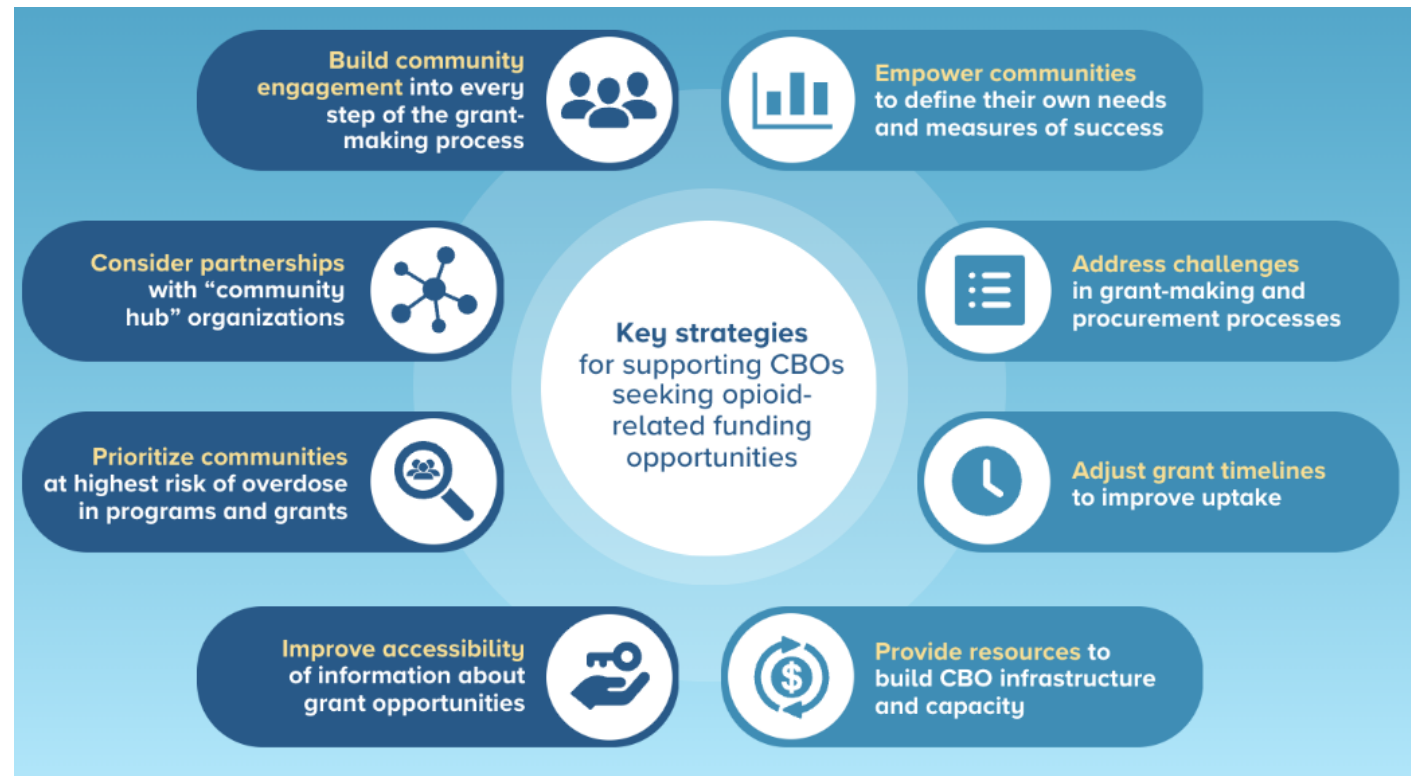 Build community
engagement into every
step of the grant-
making process
Empower communities
to define their own needs
and measures of success
Consider partnerships
with “community
hub” organizations
Address challenges
in grant-making and
procurement processes
Key strategies
for supporting CBOs
seeking opioid-
related funding
opportunities
Prioritize communities
at highest risk of overdose
in programs and grants
Adjust grant timelines
to improve uptake
Improve accessibility
of information about
grant opportunities
$
Provide resources to
build CBO infrastructure
and capacity